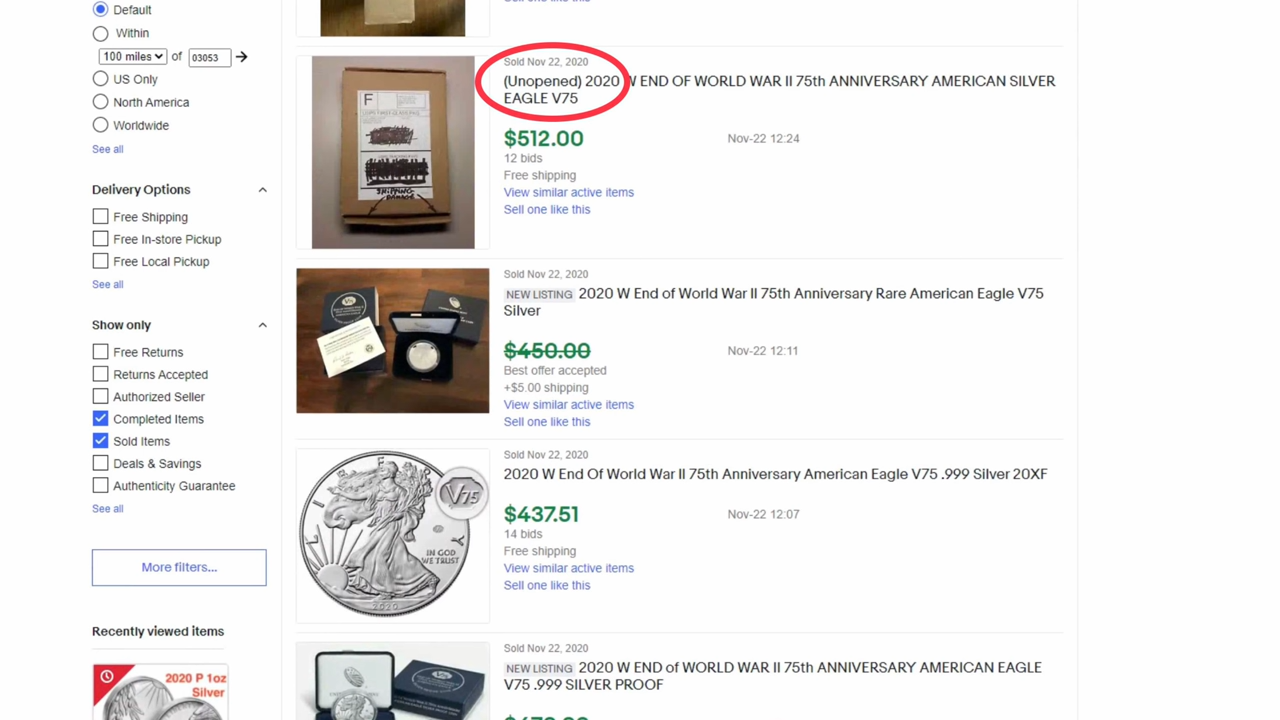 Default
Within
100 miles of 03053
US Only
North America
Worldwide
See all
Delivery Options
Free Shipping
Free In-store Pickup
Free Local Pickup
See all
Show only
Free Returns
Returns Accepted
Authorized Seller
Completed Items
Sold Items
Deals & Savings
Authenticity Guarantee
See all
More filters...
Recently viewed items
2020 P 1oz
Silver
Sold Nov 22, 2020
(Unopened) 2020 W END OF WORLD WAR II 75th ANNIVERSARY AMERICAN SILVER
EAGLE V75
$512.00
Nov-22 12:24
12 bids
Free shipping
View similar active items
Sell one like this
F
SHIPPING
DAMAGE
Sold Nov 22, 2020
NEW LISTING 2020 W End of World War II 75th Anniversary Rare American Eagle V75
Silver
$450.00
Nov-22 12:11
Best offer accepted
+$5.00 shipping
View similar active items
Sell one like this
Sold Nov 22, 2020
2020 W End Of World War II 75th Anniversary American Eagle V75 .999 Silver 20XF
$437.51
Nov-22 12:07
14 bids
Free shipping
View similar active items
Sell one like this
V75
IN GOD
WE TRUST
2020
Sold Nov 22, 2020
NEW LISTING 2020 W END of WORLD WAR II 75th ANNIVERSARY AMERICAN EAGLE
V75 .999 SILVER PROOF